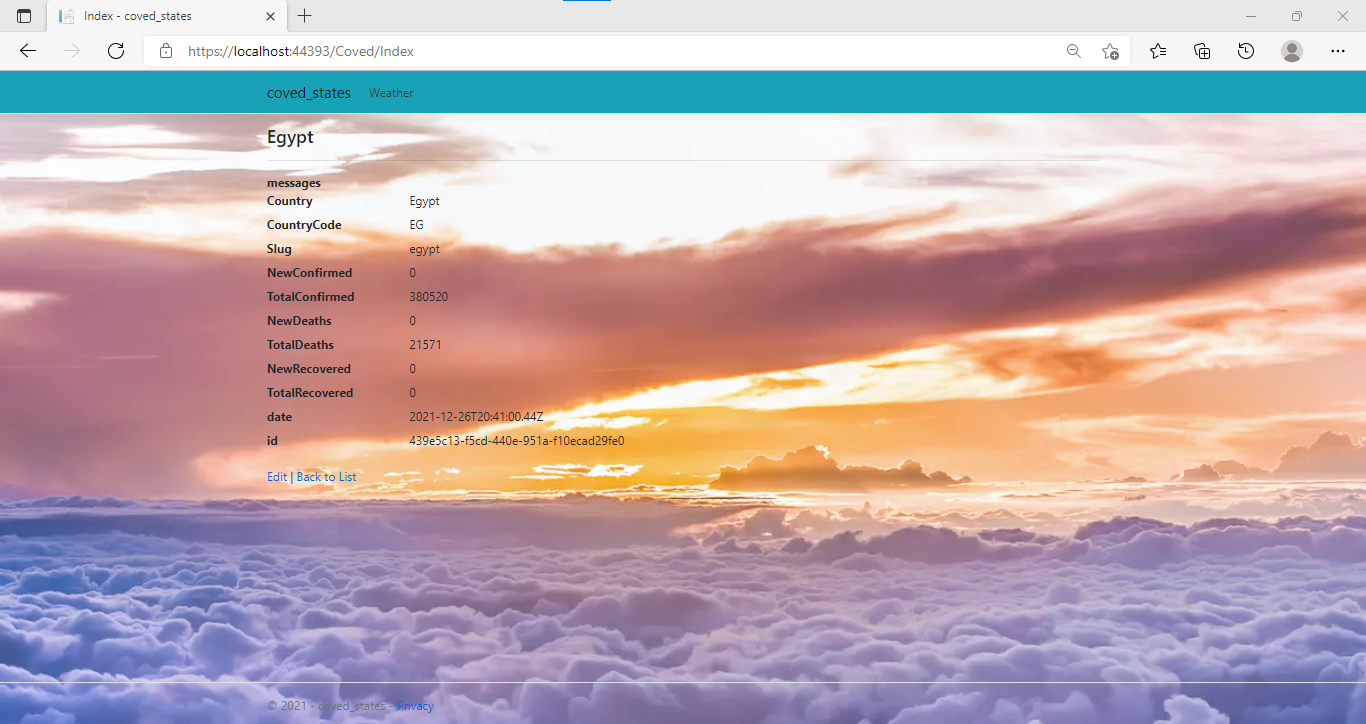 Index - coved_states
https://localhost:44393/Coved/Index
coved_states Weather
Egypt
messages
Country Egypt
CountryCode EG
Slug egypt
NewConfirmed 0
TotalConfirmed 380520
NewDeaths 0
TotalDeaths 21571
NewRecovered 0
TotalRecovered 0
date 2021-12-26T20:41:00.44Z
id 439e5c13-f5cd-440e-951a-f10ecad29fe0
Edit | Back to List
© 2021 - coved_states - Privacy